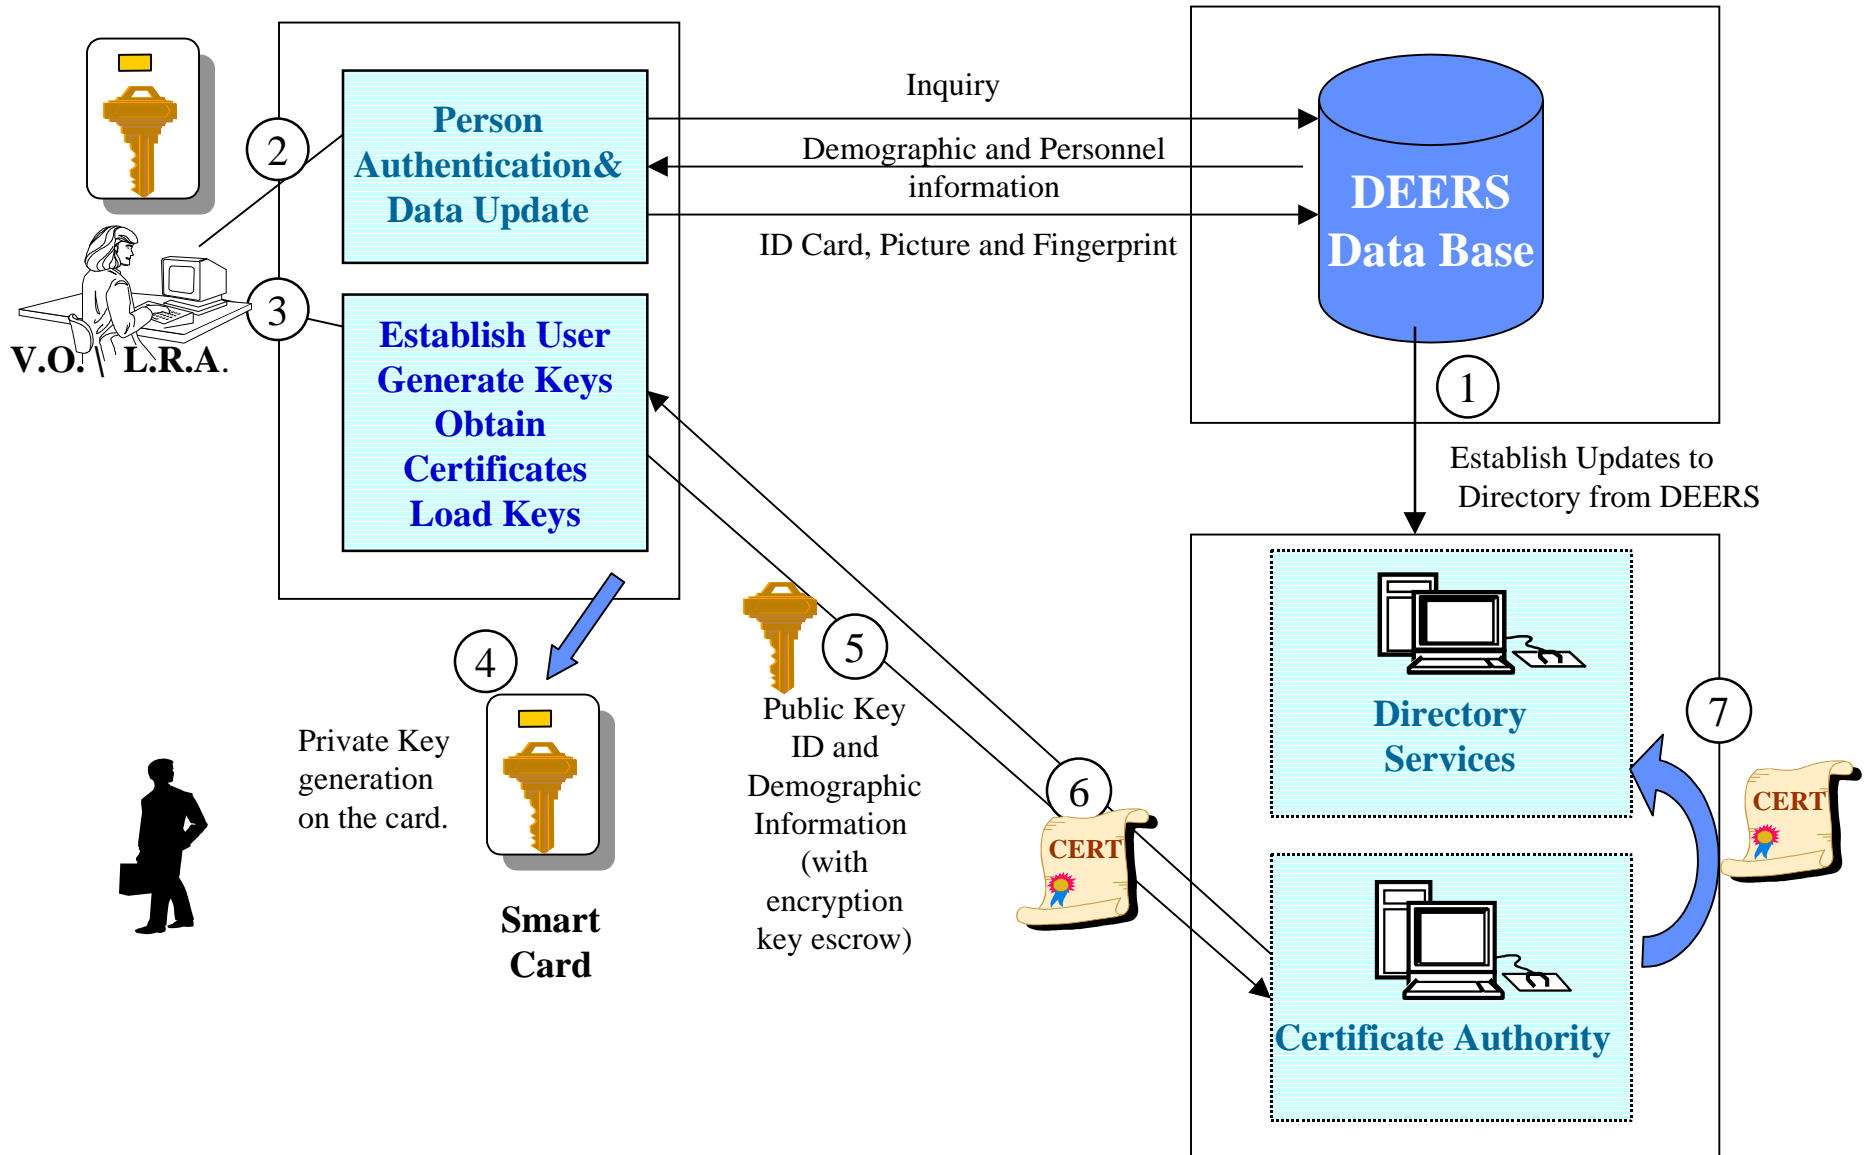 2
Person
Authentication&
Data Update
Inquiry
Demographic and Personnel
information
ID Card, Picture and Fingerprint
DEERS
Data Base
V.O. \ L.R.A.
3
Establish User
Generate Keys
Obtain
Certificates
Load Keys
1
Establish Updates to
Directory from DEERS
4
Private Key
generation
on the card.
Smart
Card
5
Public Key
ID and
Demographic
Information
(with
encryption
key escrow)
6
CERT
Directory
Services
7
CERT
Certificate Authority